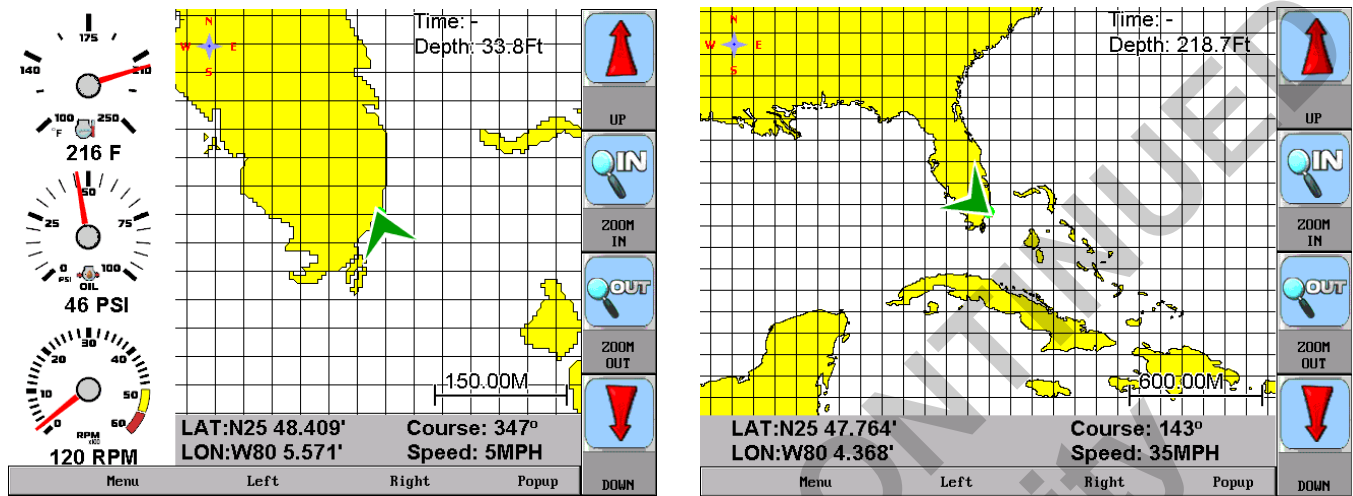 175
140
210
100
250
°F
216 F
50
25
75
0
100
PSI
OIL
46 PSI
30
20
40
10
50
0
60
RPM
x100
120 RPM
N
W E
S
Time: -
Depth: 33.8Ft
150.00M
LAT:N25 48.409'
LON:W80 5.571'
Course: 347°
Speed: 5MPH
UP
IN
ZOOM
IN
OUT
ZOOM
OUT
DOWN
Menu Left Right Popup
N
W E
S
Time: -
Depth: 218.7Ft
600.00M
LAT:N25 47.764'
LON:W80 4.368'
Course: 143°
Speed: 35MPH
UP
IN
ZOOM
IN
OUT
ZOOM
OUT
DOWN
Menu Left Right Popup